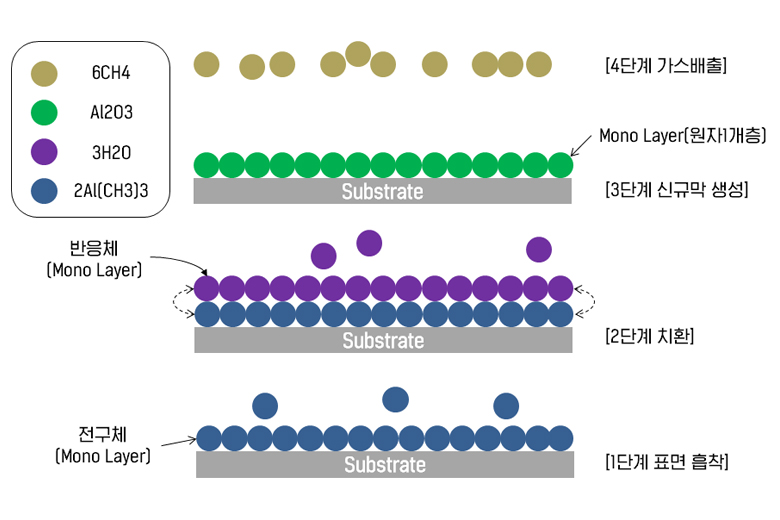 6CH4
Al2O3
3H2O
2Al(CH3)3
[4단계 가스배출]
Mono Layer(원자1개층)
Substrate
[3단계 신규막 생성]
반응체
(Mono Layer)
Substrate
[2단계 치환]
전구체
(Mono Layer)
Substrate
[1단계 표면 흡착]